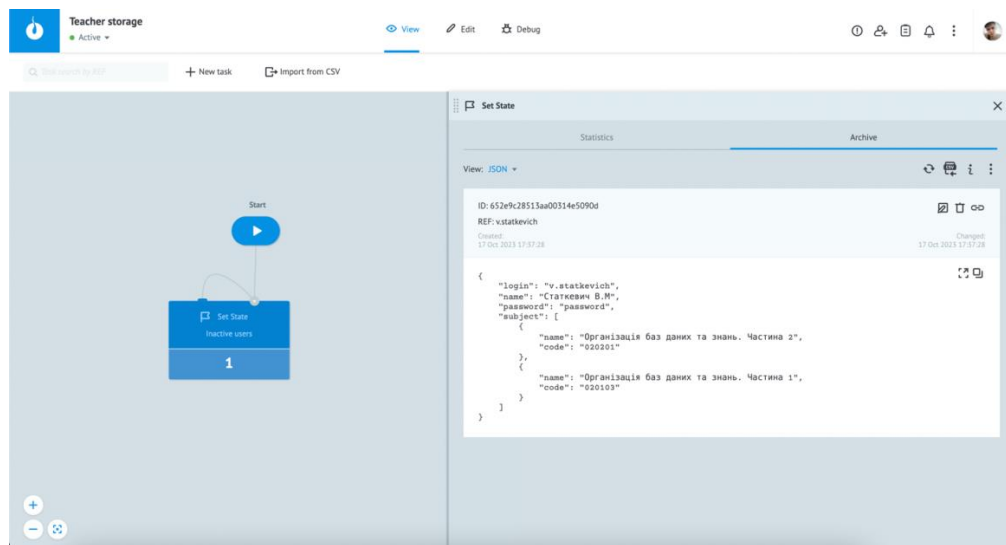 Teacher storage
Active
View
Edit
Debug
New task
Import from CSV
Start
Set State
Inactive users
1
Set State
Statistics
Archive
View: JSON
ID: 652e9c28513aa00314e5090d
REF: v.statkevich
Created:
17 Oct 2023 17:37:28
Changed:
17 Oct 2023 17:37:28
{
"login": "v.statkevich",
"name": "Статкевич В.М",
"password": "password",
"subject": [
{
"name": "Організація баз даних та знань. Частина 2",
"code": "020201"
},
{
"name": "Організація баз даних та знань. Частина 1",
"code": "020103"
}
]
}